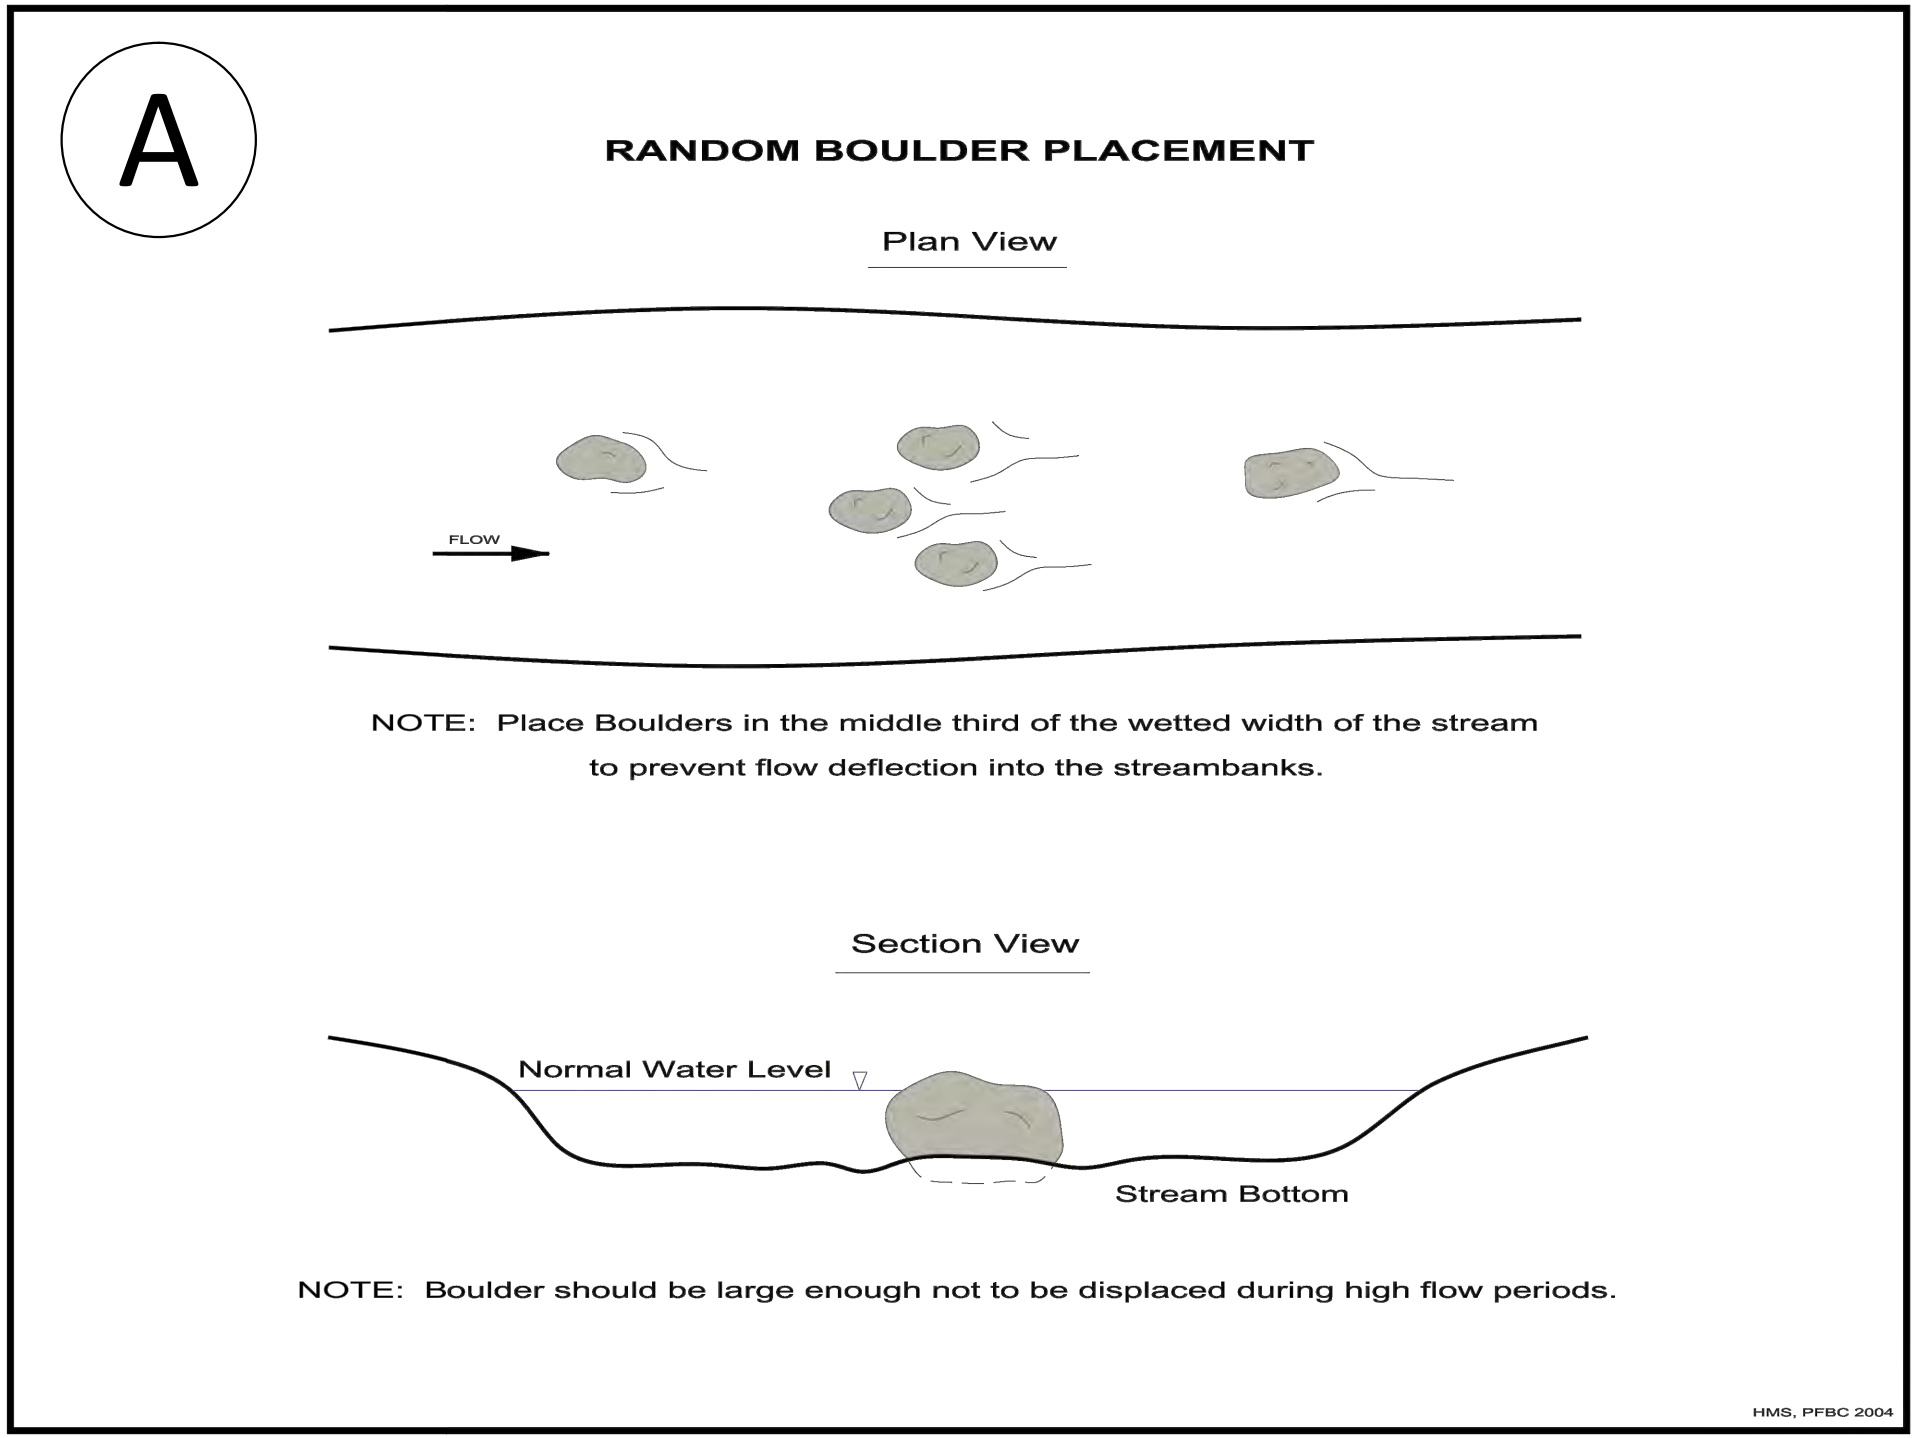 A
RANDOM BOULDER PLACEMENT
Plan View
FLOW
NOTE: Place Boulders in the middle third of the wetted width of the stream
to prevent flow deflection into the streambanks.
Section View
Normal Water Level
Stream Bottom
NOTE: Boulder should be large enough not to be displaced during high flow periods.
HMS, PFBC 2004